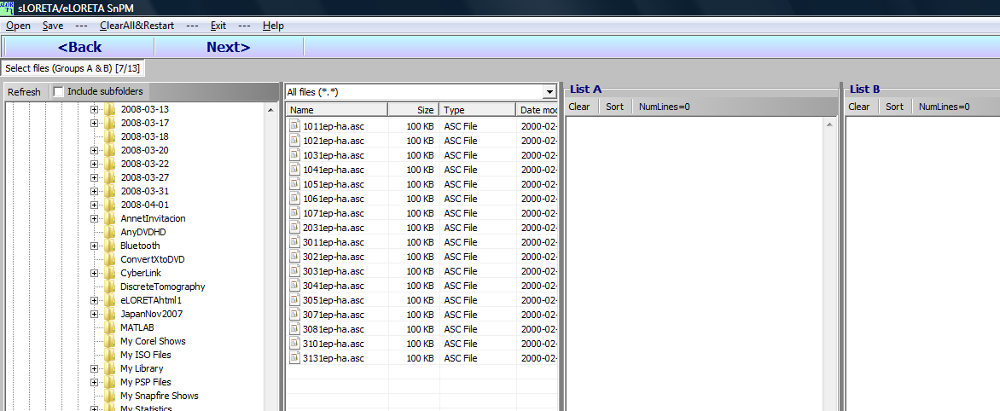 sLORETA/eLORETA SnPM
Open Save --- ClearAll&Restart --- Exit --- Help
<Back Next>
Select files (Groups A & B) [7/13]
Refresh Include subfolders
2008-03-13
2008-03-17
2008-03-18
2008-03-20
2008-03-22
2008-03-27
2008-03-31
2008-04-01
AnnetInvitacion
AnyDVDHD
Bluetooth
ConvertXtoDVD
CyberLink
DiscreteTomography
eLORETAhtml1
JapanNov2007
MATLAB
My Corel Shows
My ISO Files
My Library
My PSP Files
My Snapfire Shows
My Statistics
All files (*.*)
Name Size Type Date mod
1011ep-ha.asc 100 KB ASC File 2000-02-
1021ep-ha.asc 100 KB ASC File 2000-02-
1031ep-ha.asc 100 KB ASC File 2000-02-
1041ep-ha.asc 100 KB ASC File 2000-02-
1051ep-ha.asc 100 KB ASC File 2000-02-
1061ep-ha.asc 100 KB ASC File 2000-02-
1071ep-ha.asc 100 KB ASC File 2000-02-
2031ep-ha.asc 100 KB ASC File 2000-02-
3011ep-ha.asc 100 KB ASC File 2000-02-
3021ep-ha.asc 100 KB ASC File 2000-02-
3031ep-ha.asc 100 KB ASC File 2000-02-
3041ep-ha.asc 100 KB ASC File 2000-02-
3051ep-ha.asc 100 KB ASC File 2000-02-
3071ep-ha.asc 100 KB ASC File 2000-02-
3081ep-ha.asc 100 KB ASC File 2000-02-
3101ep-ha.asc 100 KB ASC File 2000-02-
3131ep-ha.asc 100 KB ASC File 2000-02-
List A
Clear Sort NumLines=0
List B
Clear Sort NumLines=0